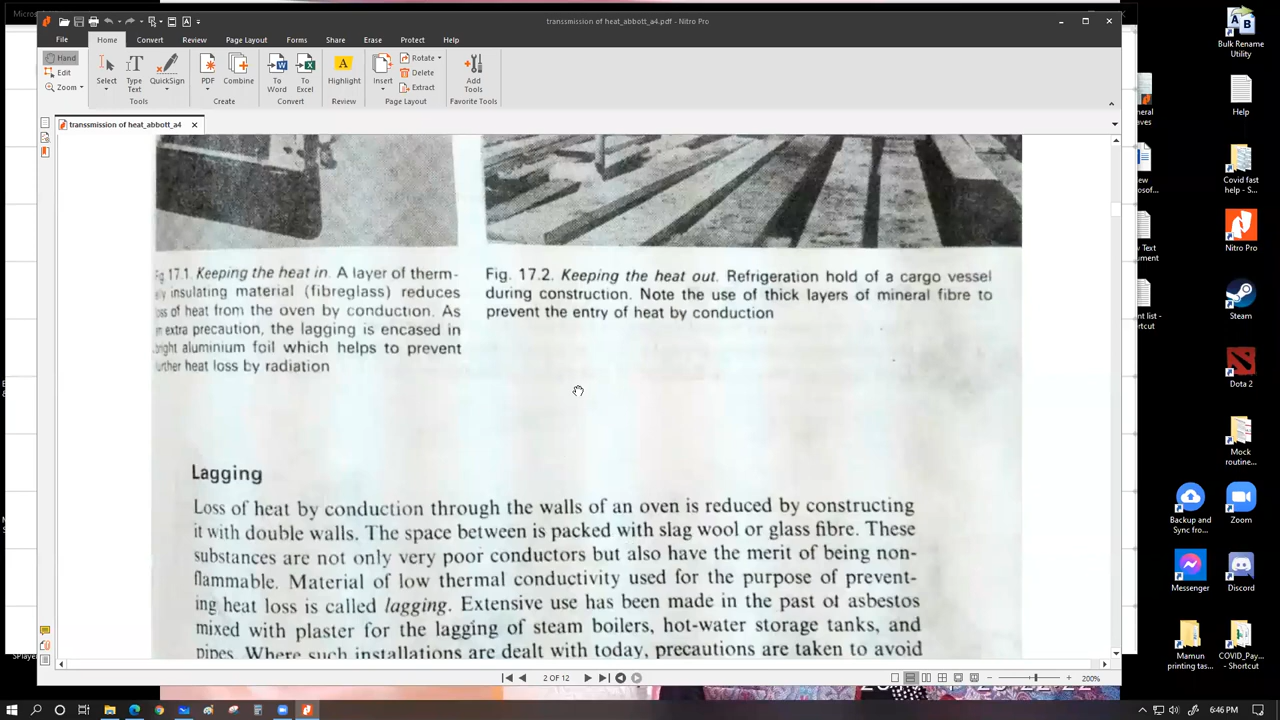 transsmission of heat_abbott_a4.pdf - Nitro Pro
File Home Convert Review Page Layout Forms Share Erase Protect Help
Hand
Edit
Zoom
Select
Type Text
QuickSign
Tools
PDF
Combine
Create
To Word
To Excel
Convert
Highlight
Review
Insert
Rotate
Delete
Extract
Page Layout
Add Tools
Favorite Tools
transsmission of heat_abbott_a4
17.1. Keeping the heat in. A layer of therm-
insulating material (fibreglass) reduces
of heat from the oven by conduction. As
extra precaution, the lagging is encased in
aluminium foil which helps to prevent
heat loss by radiation
Fig. 17.2. Keeping the heat out. Refrigeration hold of a cargo vessel
during construction. Note the use of thick layers of mineral fibre to
prevent the entry of heat by conduction
Lagging
Loss of heat by conduction through the walls of an oven is reduced by constructing
it with double walls. The space between is packed with slag wool or glass fibre. These
substances are not only very poor conductors but also have the merit of being non-
flammable. Material of low thermal conductivity used for the purpose of prevent-
ing heat loss is called lagging. Extensive use has been made in the past of asbestos
mixed with plaster for the lagging of steam boilers, hot-water storage tanks, and
pipes. Where such installations are dealt with today, precautions are taken to avoid
2 OF 12
200%
Bulk Rename
Utility
Help
Covid fast
help - S...
Nitro Pro
Steam
Dota 2
Mock
routine...
Backup and
Sync from...
Zoom
Messenger
Discord
Mamun
printing tas...
COVID_Pay...
- Shortcut
6:46 PM